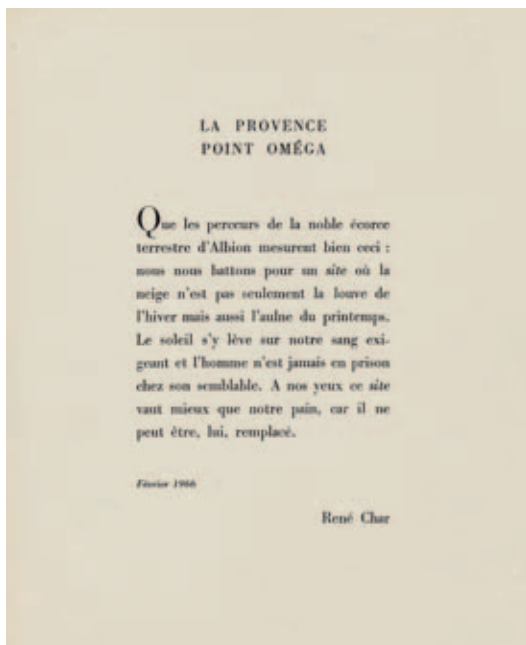 LA PROVENCE
POINT OMÉGA
Que les perceurs de la noble écorce
terrestre d'Albion mesurent bien ceci :
nous nous battons pour un site où la
neige n'est pas seulement la louve de
l'hiver mais aussi l'aulne du printemps.
Le soleil s'y lève sur notre sang exi-
geant et l'homme n'est jamais en prison
chez son semblable. A nos yeux ce site
vaut mieux que notre pain, car il ne
peut être, lui, remplacé.
Février 1966
René Char